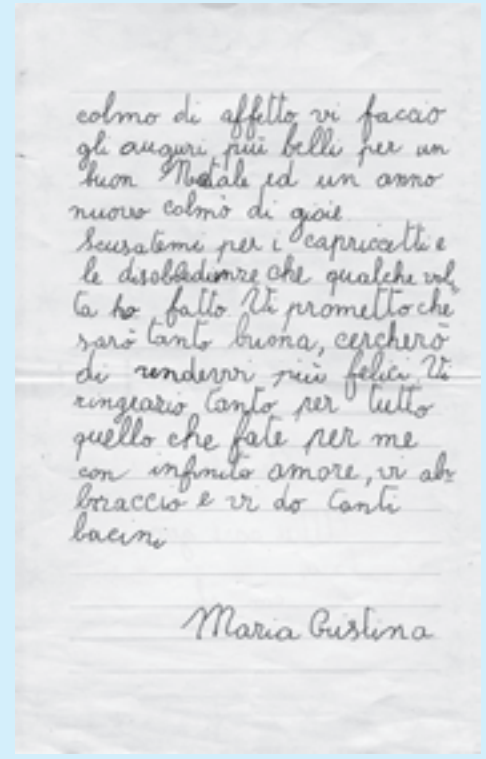 colmo di affetto vi faccio
gli auguri piú belli per un
buon Natale ed un anno
nuovo colmo di gioie
Scusatemi per i capriccetti e
le disobbedienze che qualche vol
ta ho fatto Vi prometto che
sarò tanto buona, cercherò
di rendervi piú felici Vi
ringrazio tanto per tutto
quello che fate per me
con infinito amore, vi ab
braccio e vi do tanti
bacini
Maria Cristina